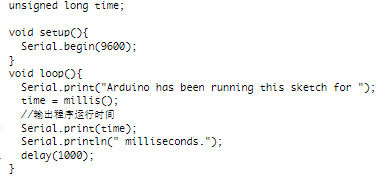 unsigned long time;
void setup(){
Serial.begin(9600);
}
void loop(){
Serial.print("Arduino has been running this sketch for ");
time = millis();
//输出程序运行时间
Serial.print(time);
Serial.println(" milliseconds.");
delay(1000);
}